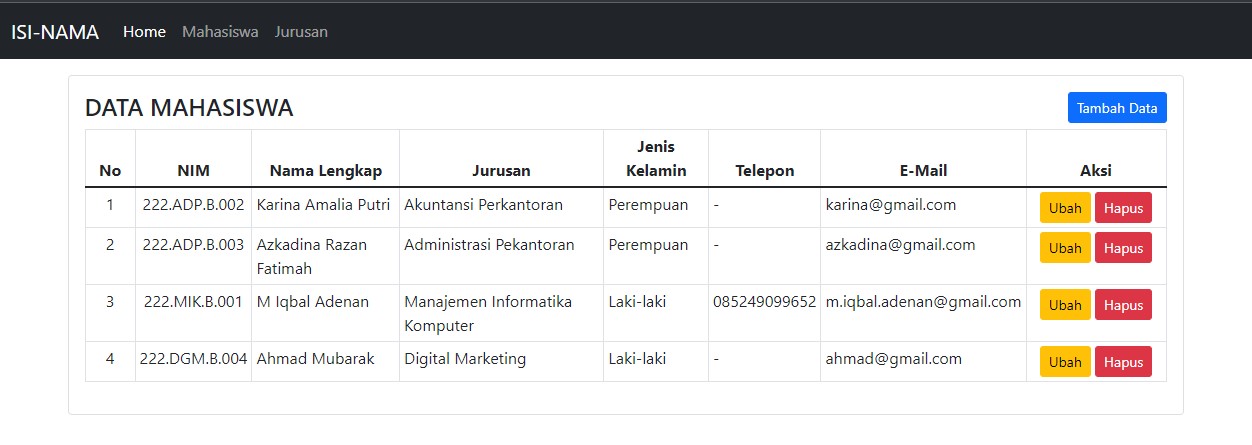 ISI-NAMA Home Mahasiswa Jurusan
DATA MAHASISWA Tambah Data
No NIM Nama Lengkap Jurusan Jenis Kelamin Telepon E-Mail Aksi
1 222.ADP.B.002 Karina Amalia Putri Akuntansi Perkantoran Perempuan - karina@gmail.com Ubah Hapus
2 222.ADP.B.003 Azkadina Razan Fatimah Administrasi Pekantoran Perempuan - azkadina@gmail.com Ubah Hapus
3 222.MIK.B.001 M Iqbal Adenan Manajemen Informatika Komputer Laki-laki 085249099652 m.iqbal.adenan@gmail.com Ubah Hapus
4 222.DGM.B.004 Ahmad Mubarak Digital Marketing Laki-laki - ahmad@gmail.com Ubah Hapus